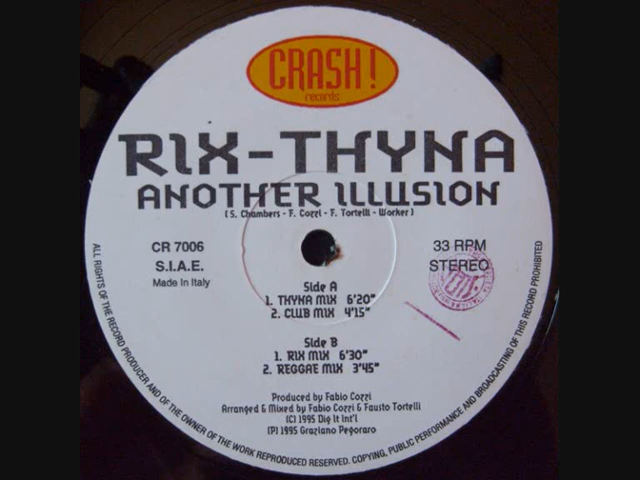 CRASH!
records
RIX-THYNA
ANOTHER ILLUSION
(S. Chambers - F. Cozzi - F. Tortelli - Worker)
CR 7006
S.I.A.E.
Made in Italy
33 RPM
STEREO
Side A
1. THYNA MIX 6'20"
2. CLUB MIX 4'15"
Side B
1. RIX MIX 6'30"
2. REGGAE MIX 3'45"
Produced by Fabio Cozzi
Arranged & Mixed by Fabio Cozzi & Fausto Tortelli
(C) 1995 Dig It Int'l
(P) 1995 Graziano Pegoraro
ALL RIGHTS OF THE RECORD PRODUCER AND OF THE OWNER OF THE WORK REPRODUCED RESERVED. COPYING, PUBLIC PERFORMANCE AND BROADCASTING OF THIS RECORD PROHIBITED